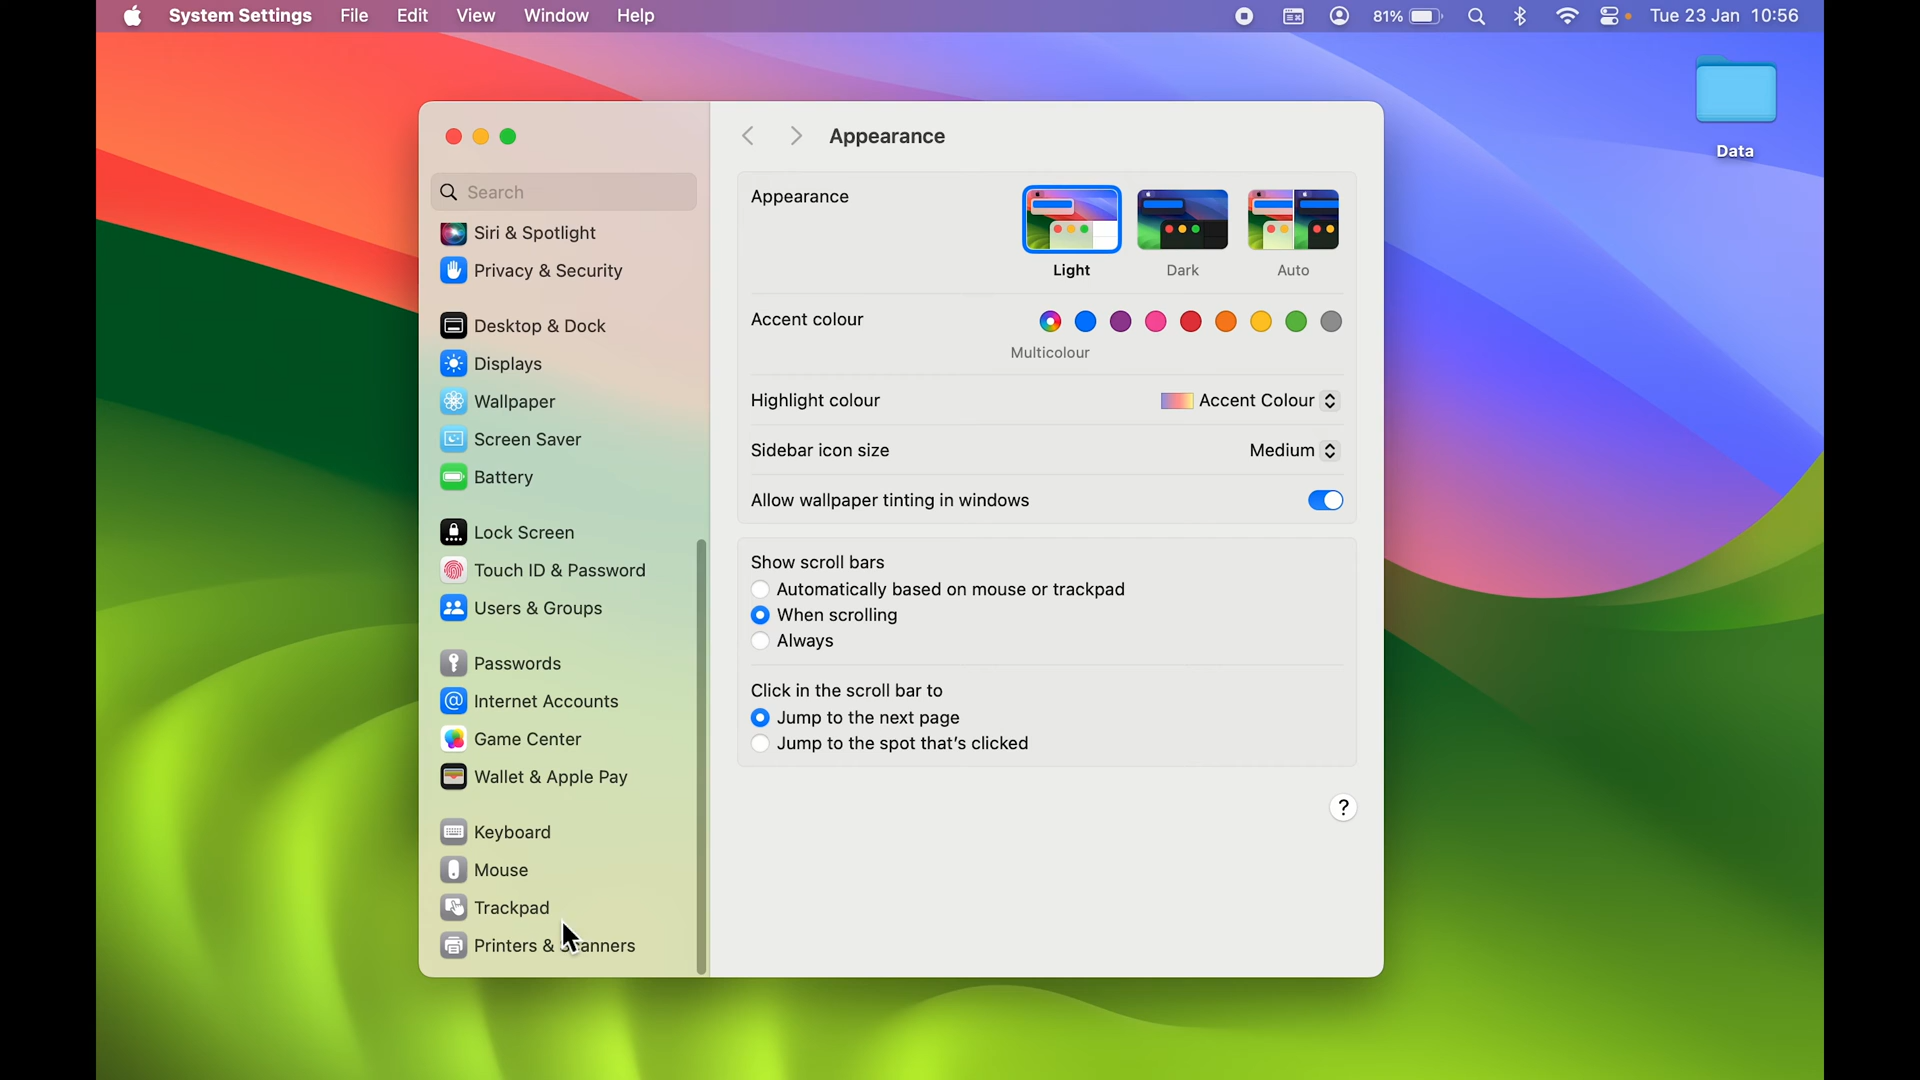 System Settings File Edit View Window Help 81% Tue 23 Jan 10:56
Data
Search
Siri & Spotlight
Privacy & Security
Desktop & Dock
Displays
Wallpaper
Screen Saver
Battery
Lock Screen
Touch ID & Password
Users & Groups
Passwords
Internet Accounts
Game Center
Wallet & Apple Pay
Keyboard
Mouse
Trackpad
Printers &
Appearance
Appearance
Light Dark Auto
Accent colour
Multicolour
Highlight colour Accent Colour
Sidebar icon size Medium
Allow wallpaper tinting in windows
Show scroll bars
Automatically based on mouse or trackpad
When scrolling
Always
Click in the scroll bar to
Jump to the next page
Jump to the spot that's clicked
?